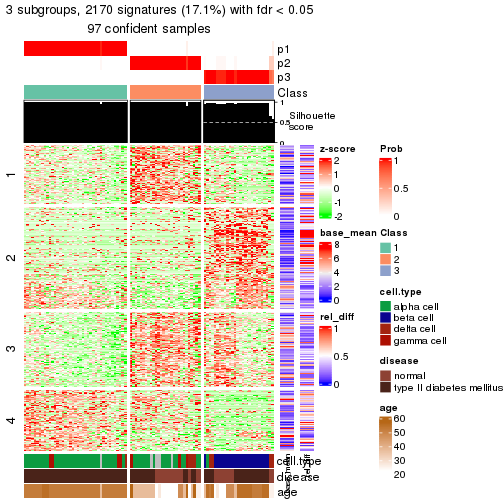 3 subgroups, 2170 signatures (17.1%) with fdr < 0.05
97 confident samples
p1
p2
p3
Class
1
0.5
0
Silhouette
score
1
2
3
4
cell.type
disease
age
z-score
2
1
0
-1
-2
base_mean
8
6
4
2
0
rel_diff
1
0.5
0
Prob
1
0.5
0
Class
1
2
3
cell.type
alpha cell
beta cell
delta cell
gamma cell
disease
normal
type II diabetes mellitus
age
60
50
40
30
20